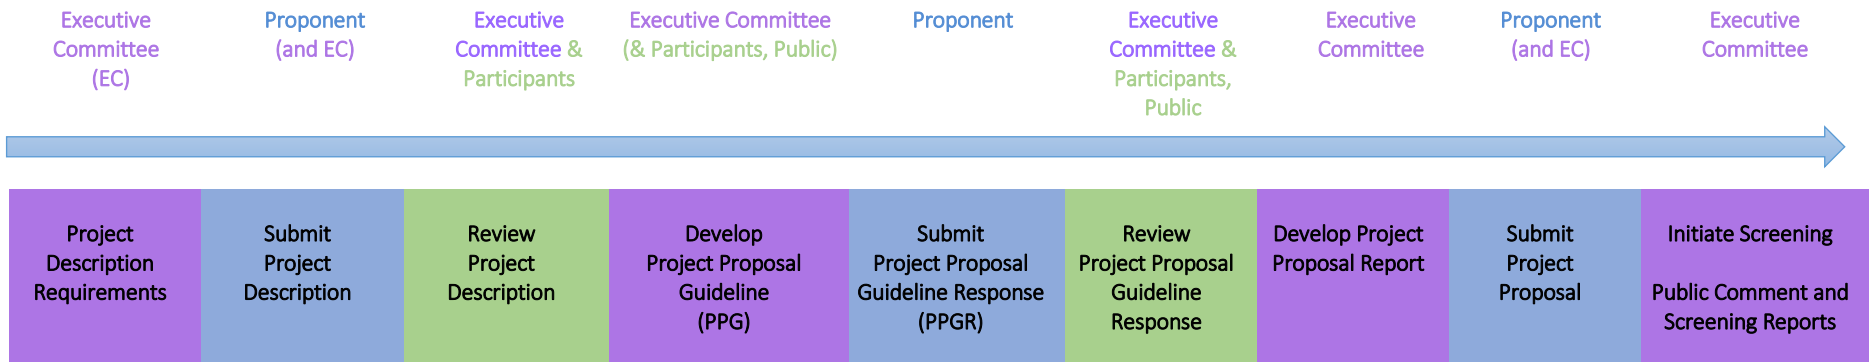 Executive
Committee
(EC)
Proponent
(and EC)
Executive
Committee &
Participants
Executive Committee
(& Participants, Public)
Proponent
Executive
Committee &
Participants,
Public
Executive
Committee
Proponent
(and EC)
Executive
Committee
Project
Description
Requirements
Submit
Project
Description
Review
Project
Description
Develop
Project Proposal
Guideline
(PPG)
Submit
Project Proposal
Guideline Response
(PPGR)
Review
Project Proposal
Guideline
Response
Develop Project
Proposal Report
Submit
Project
Proposal
Initiate Screening
Public Comment and
Screening Reports